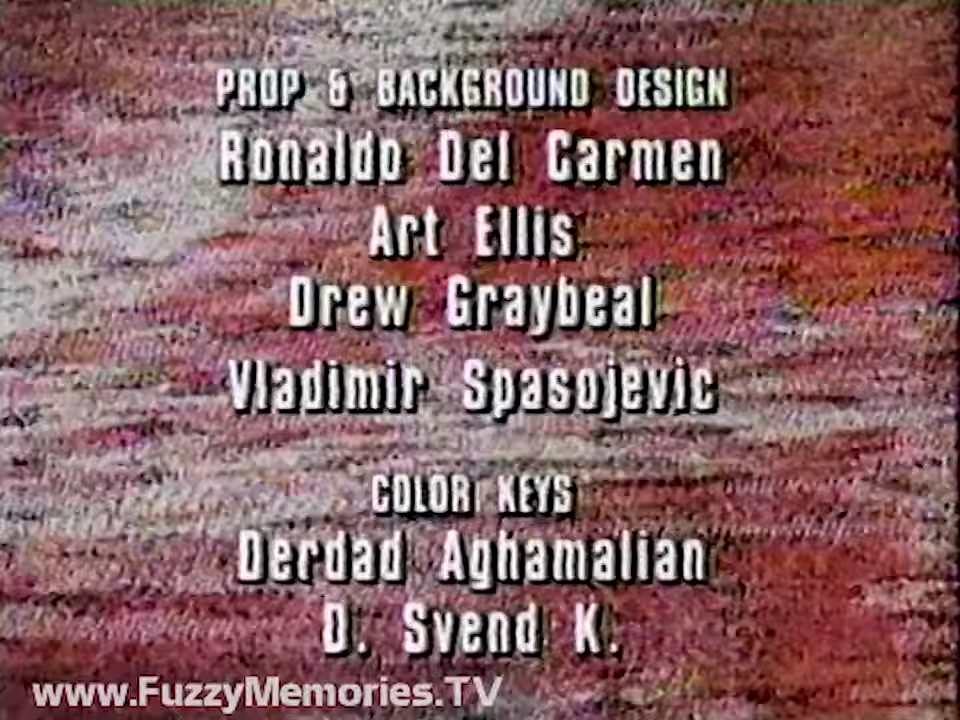 PROP & BACKGROUND DESIGN
Ronaldo Del Carmen
Art Ellis
Drew Graybeal
Vladimir Spasojevic
COLOR KEYS
Derdad Aghamalian
D. Svend K.
www.FuzzyMemories.TV